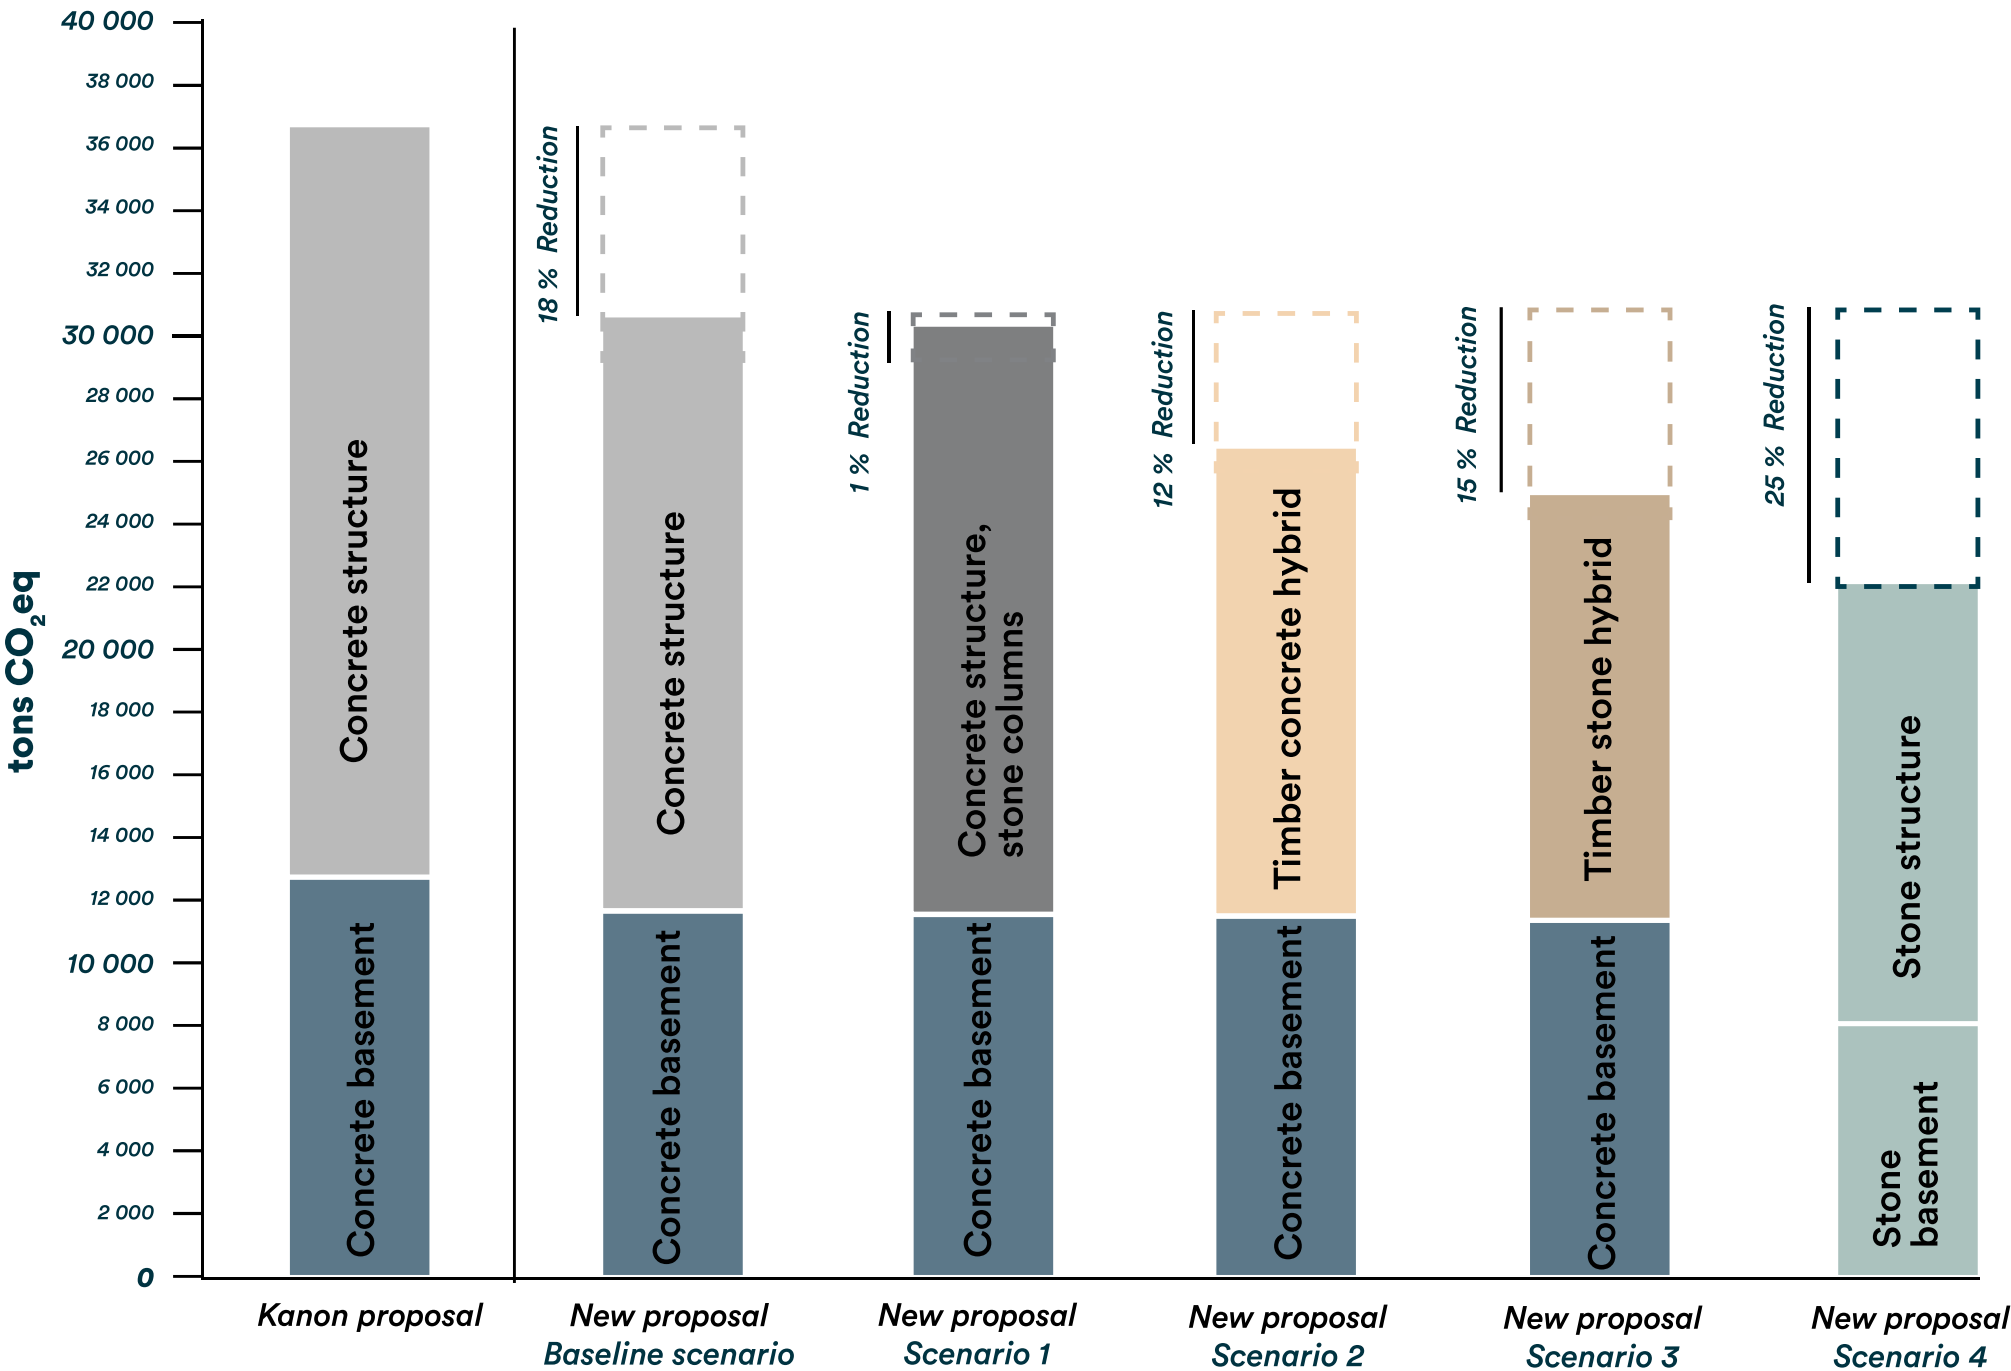 tons CO₂eq
40 000
38 000
36 000
34 000
32 000
30 000
28 000
26 000
24 000
22 000
20 000
18 000
16 000
14 000
12 000
10 000
8 000
6 000
4 000
2 000
0
Concrete structure
Concrete basement
Kanon proposal
18 % Reduction
Concrete structure
Concrete basement
New proposal
Baseline scenario
1 % Reduction
Concrete structure,
stone columns
Concrete basement
New proposal
Scenario 1
12 % Reduction
Timber concrete hybrid
Concrete basement
New proposal
Scenario 2
15 % Reduction
Timber stone hybrid
Concrete basement
New proposal
Scenario 3
25 % Reduction
Stone structure
Stone
basement
New proposal
Scenario 4